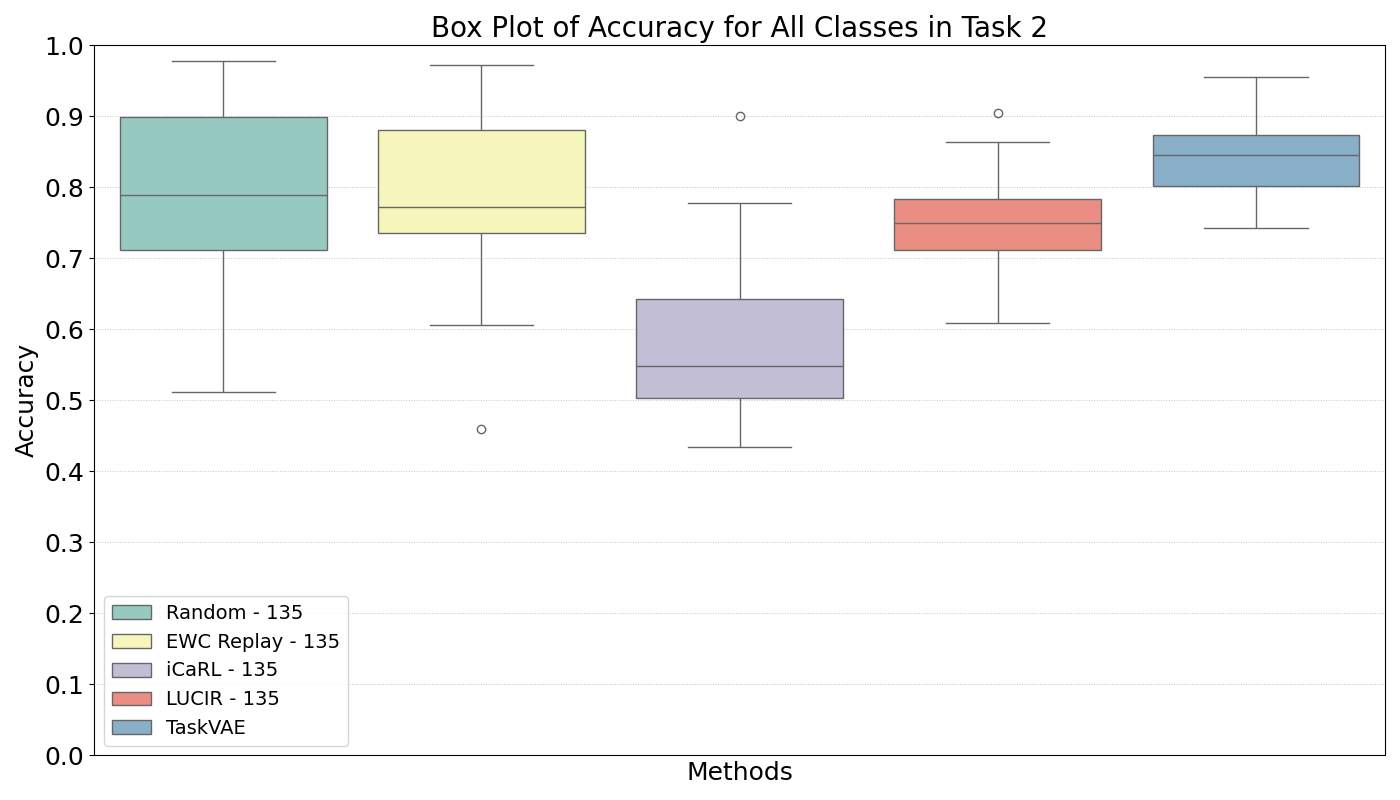 Box Plot of Accuracy for All Classes in Task 2
1.0
0.9
0.8
0.7
0.6
0.5
0.4
0.3
0.2
0.1
0.0
Accuracy
Random - 135
EWC Replay - 135
iCaRL - 135
LUCIR - 135
TaskVAE
Methods